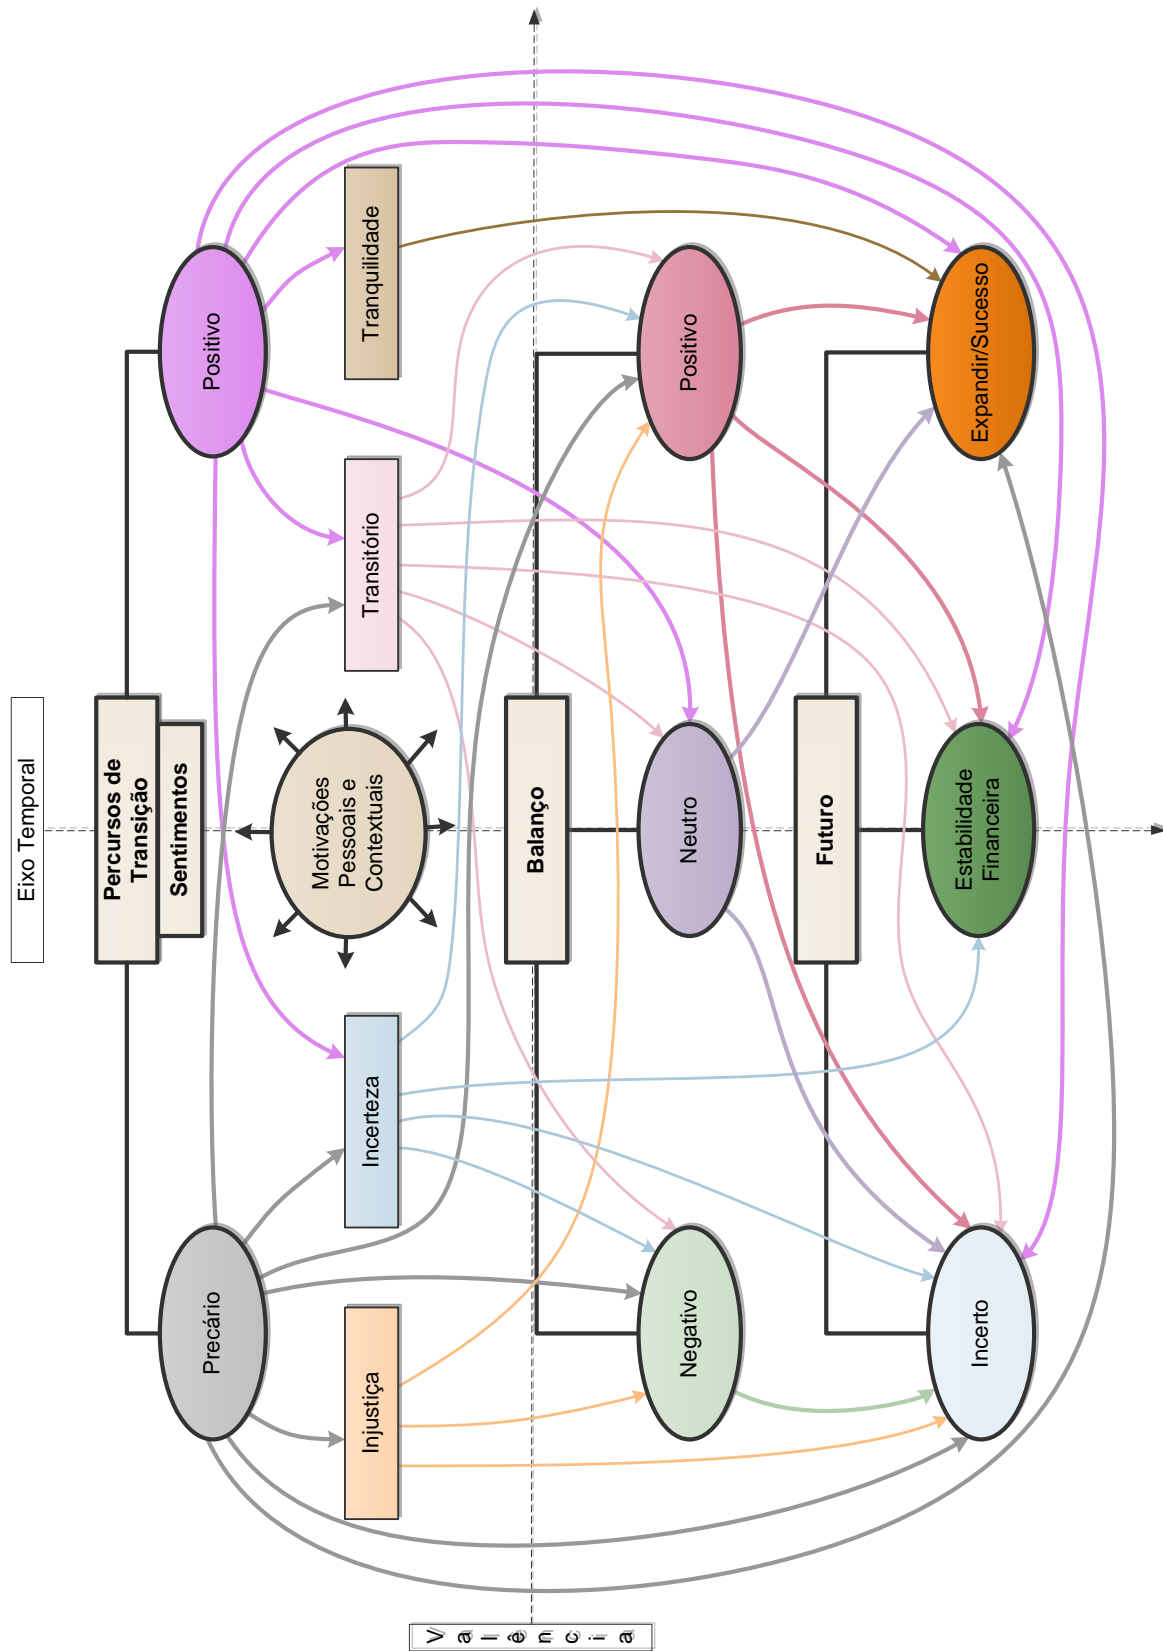 Eixo Temporal
Percursos de
Transição
Sentimentos
Precário
Positivo
Injustiça
Incerteza
Motivações
Pessoais e
Contextuais
Transitório
Tranquilidade
Valência
Balanço
Negativo
Neutro
Positivo
Futuro
Incerto
Estabilidade
Financeira
Expandir/Sucesso